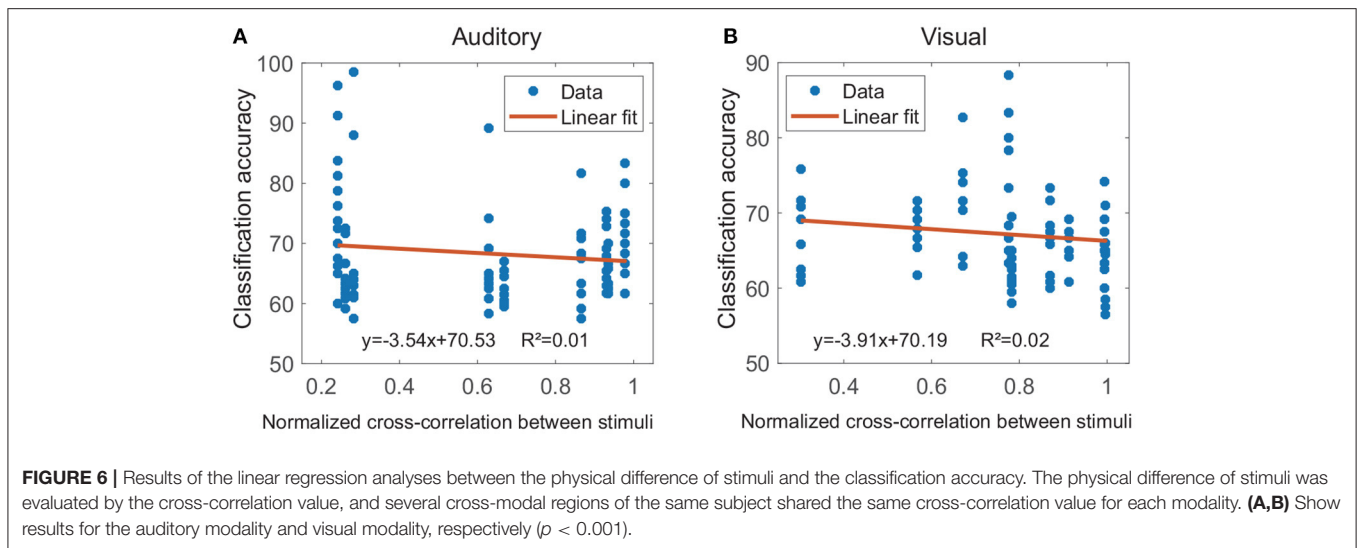 A
Auditory
Classification accuracy
100
90
80
70
60
50
Data
Linear fit
y=-3.54x+70.53 R²=0.01
0.2 0.4 0.6 0.8 1
Normalized cross-correlation between stimuli
B
Visual
Classification accuracy
90
80
70
60
50
Data
Linear fit
y=-3.91x+70.19 R²=0.02
0.4 0.6 0.8 1
Normalized cross-correlation between stimuli
FIGURE 6 | Results of the linear regression analyses between the physical difference of stimuli and the classification accuracy. The physical difference of stimuli was
evaluated by the cross-correlation value, and several cross-modal regions of the same subject shared the same cross-correlation value for each modality. (A,B) Show
results for the auditory modality and visual modality, respectively (p < 0.001).